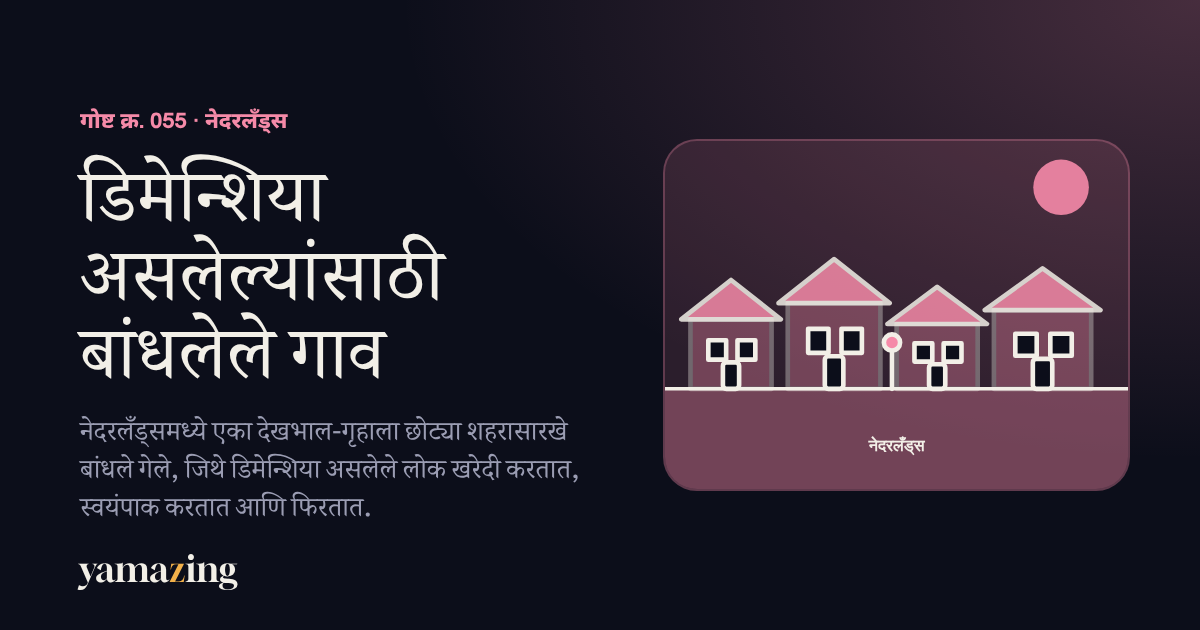 गोष्ट क्र. 055 · नेदरलँड्स
डिमेन्शिया
असलेल्यांसाठी
बांधलेले गाव
नेदरलँड्समध्ये एका देखभाल-गृहाला छोट्या शहरासारखे
बांधले गेले, जिथे डिमेन्शिया असलेले लोक खरेदी करतात,
स्वयंपाक करतात आणि फिरतात.
yamazing
नेदरलँड्स